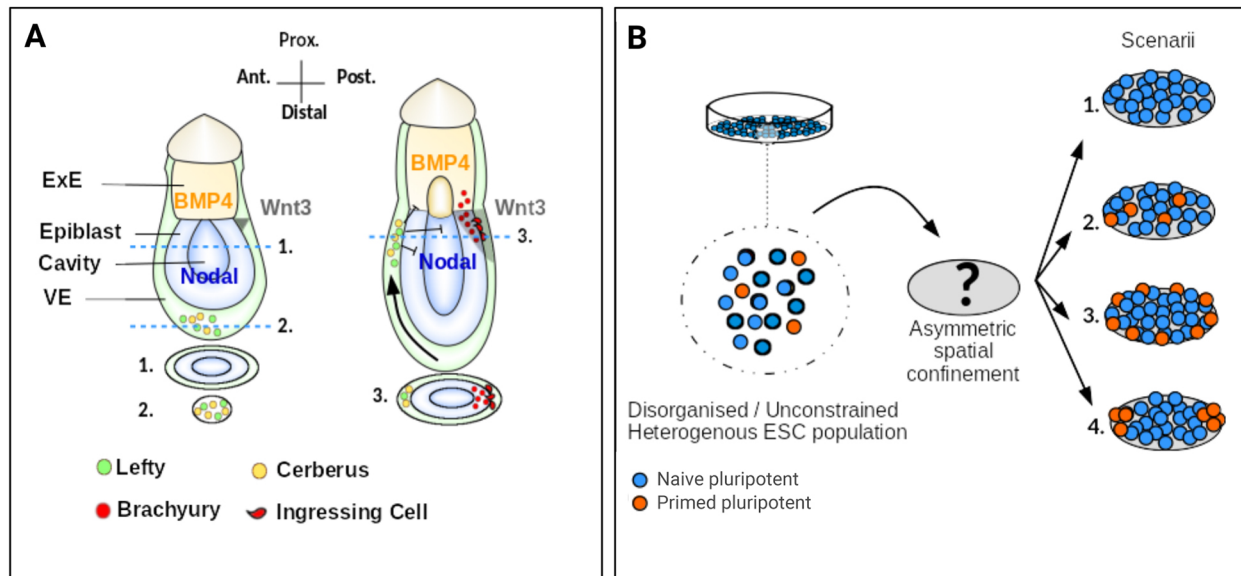 A
Prox.
Ant.
Post.
Distal
ExE
BMP4
Wnt3
Epiblast
1.
Cavity
Nodal
VE
2.
1.
2.
BMP4
Wnt3
3.
Nodal
3.
Lefty
Cerberus
Brachyury
Ingressing Cell
B
Scenarii
1.
2.
3.
4.
?
Asymmetric
spatial
confinement
Disorganised / Unconstrained
Heterogenous ESC population
Naive pluripotent
Primed pluripotent